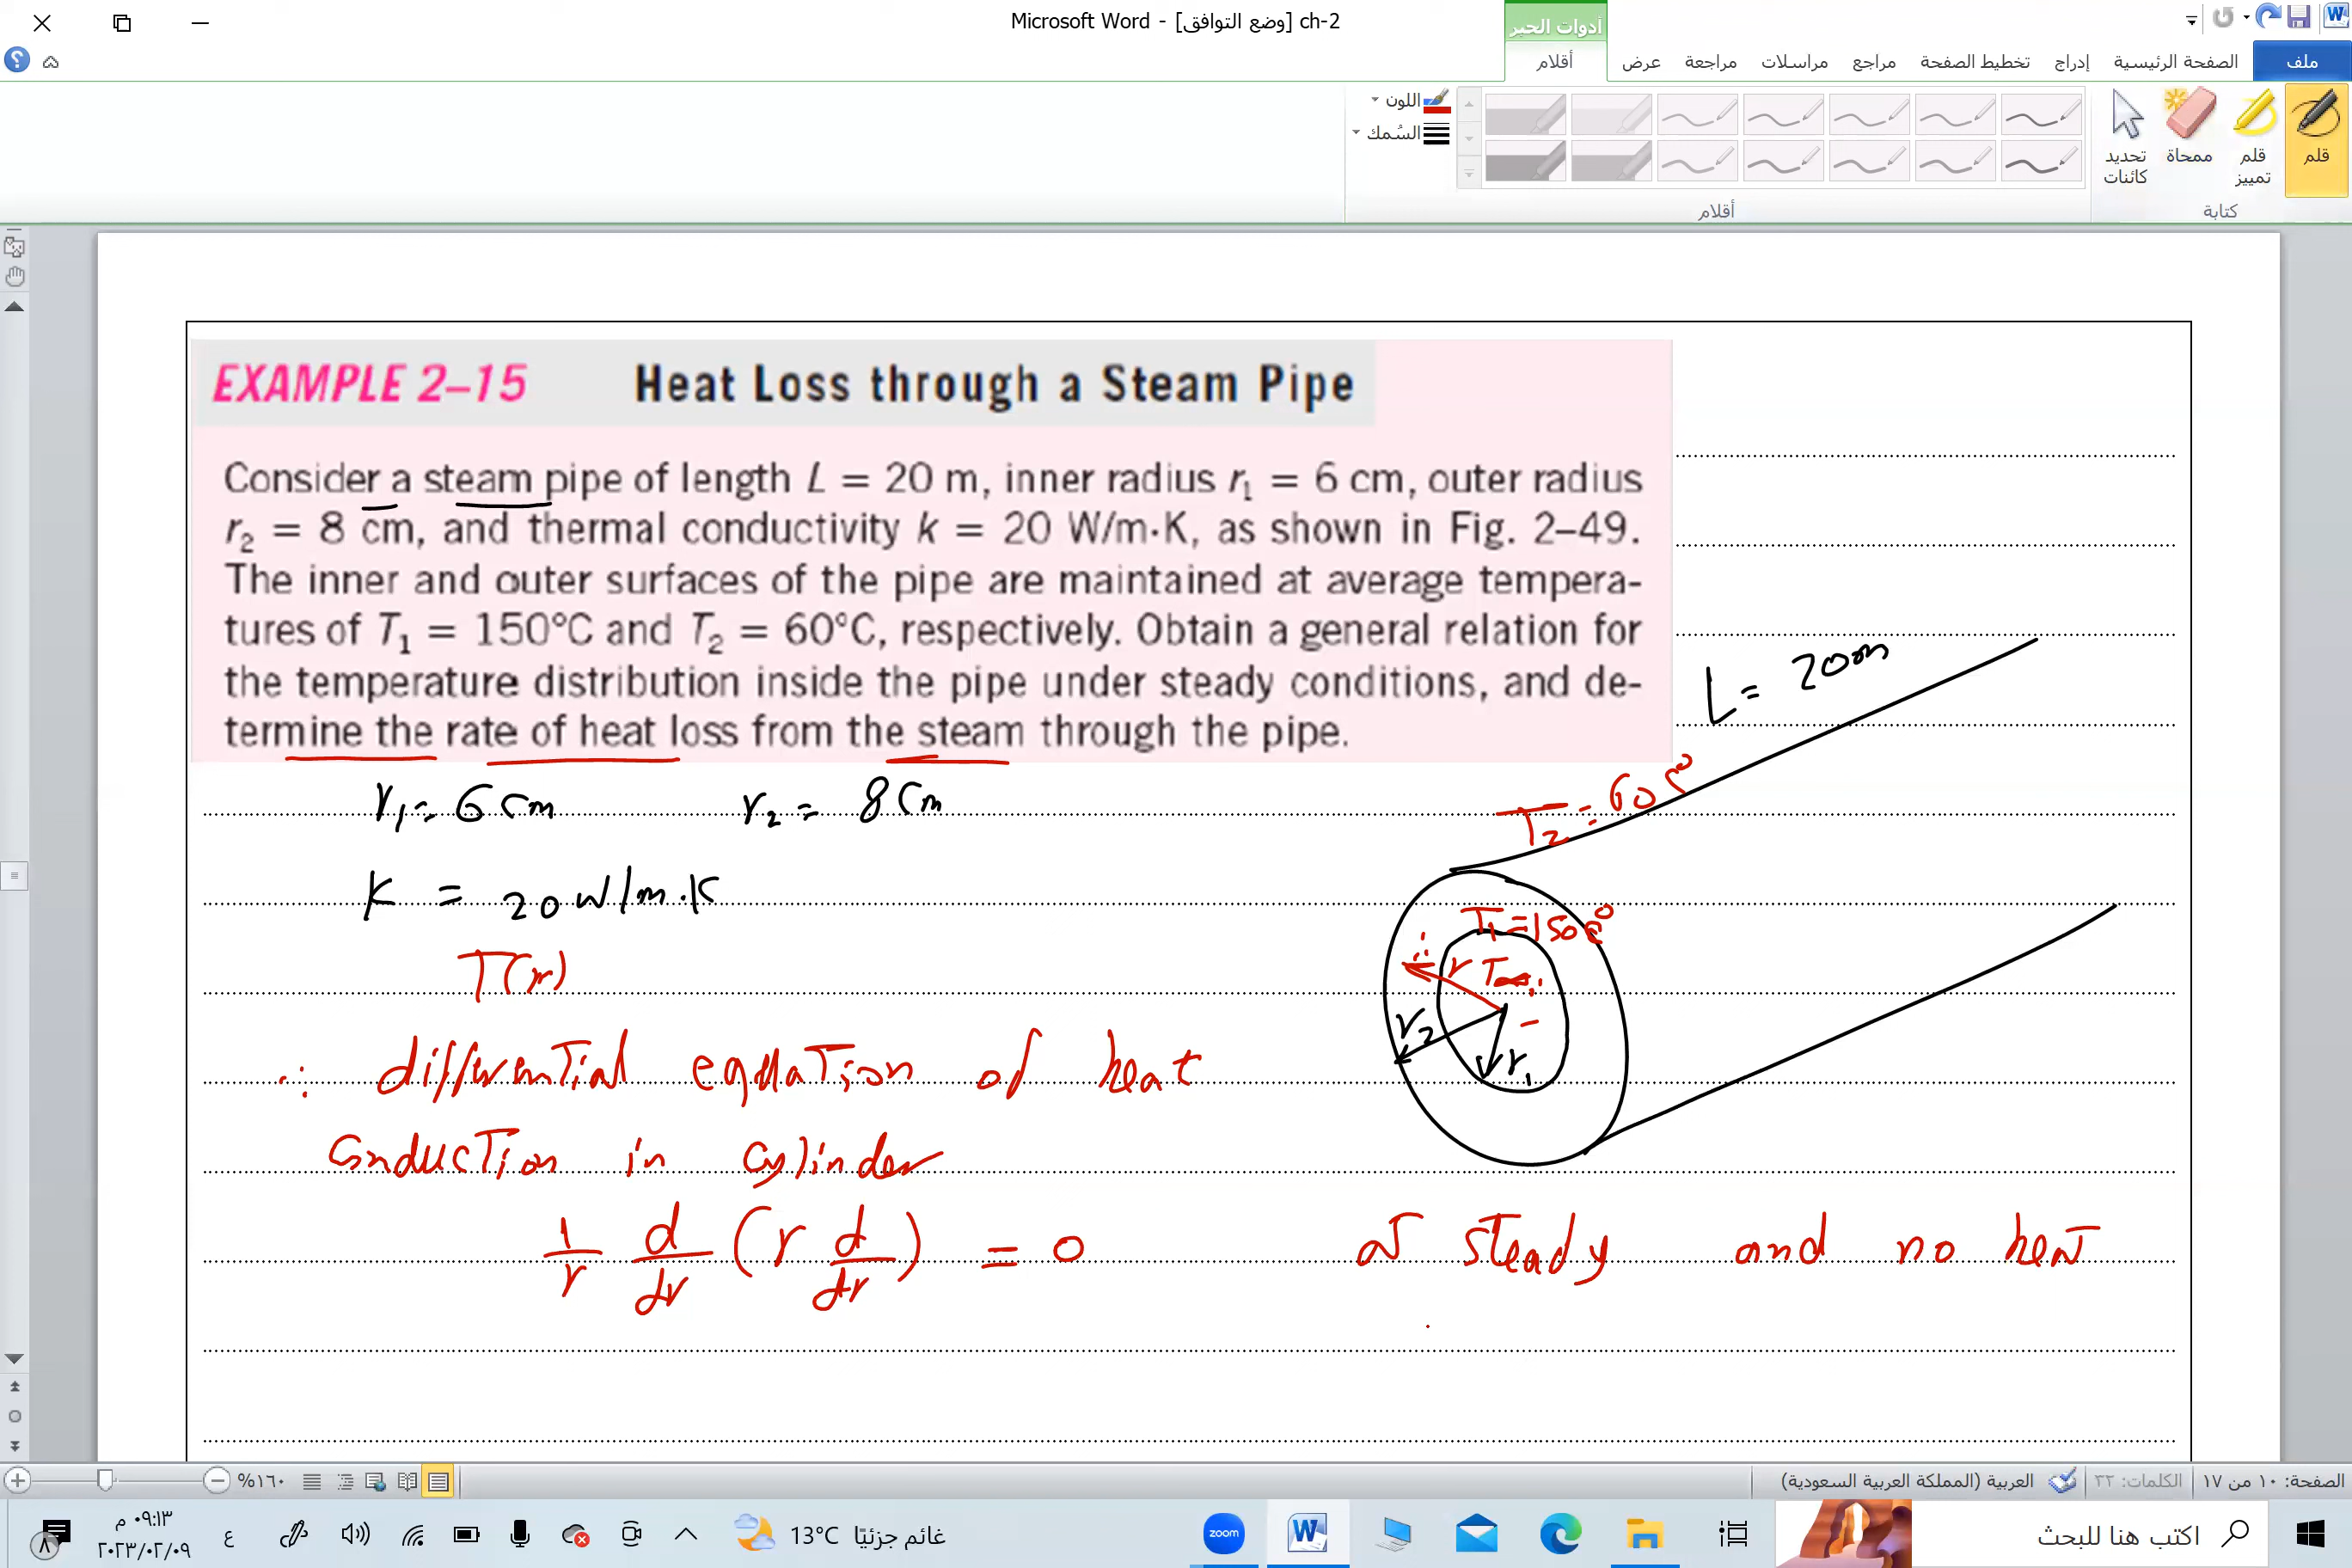 ch-2 [وضع التوافق] - Microsoft Word
أدوات الحبر
ملف
الصفحة الرئيسية
إدراج
تخطيط الصفحة
مراجع
مراسلات
مراجعة
عرض
أقلام
قلم
قلم تمييز
ممحاة
تحديد كائنات
اللون
السُمك
كتابة
أقلام
EXAMPLE 2–15 Heat Loss through a Steam Pipe
Consider a steam pipe of length L = 20 m, inner radius r₁ = 6 cm, outer radius
r₂ = 8 cm, and thermal conductivity k = 20 W/m·K, as shown in Fig. 2–49.
The inner and outer surfaces of the pipe are maintained at average tempera-
tures of T₁ = 150°C and T₂ = 60°C, respectively. Obtain a general relation for
the temperature distribution inside the pipe under steady conditions, and de-
termine the rate of heat loss from the steam through the pipe.
L = 20m
T₂ = 60 C°
r₁ = 6 cm r₂ = 8 cm
K = 20 W/m.K
T₁ = 150 C°
r
r₂
r₁
T(r)
∴ differential equation of heat
conduction in cylinder
1/r d/dr (r d/dr) = 0 at steady and no heat
الصفحة: ١٠ من ١٧
الكلمات: ٣٢
العربية (المملكة العربية السعودية)
%١٦٠
اكتب هنا للبحث
zoom
13°C غائم جزئيًا
ع
٠٩:١٣ م
٢٠٢٣/٠٢/٠٩
٨